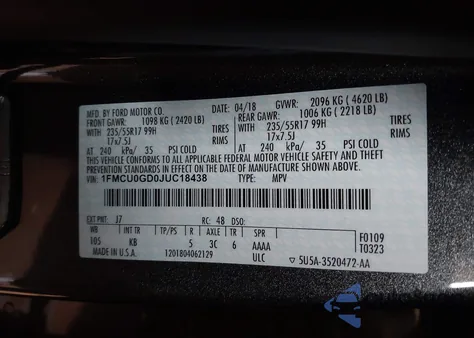 MFD. BY FORD MOTOR CO.
DATE: 04/18 GVWR: 2096 KG ( 4620 LB)
FRONT GAWR: 1098 KG ( 2420 LB) REAR GAWR: 1006 KG ( 2218 LB)
WITH 235/55R17 99H TIRES WITH 235/55R17 99H TIRES
17x7.5J RIMS 17x7.5J RIMS
AT 240 kPa/ 35 PSI COLD AT 240 kPa/ 35 PSI COLD
THIS VEHICLE CONFORMS TO ALL APPLICABLE FEDERAL MOTOR VEHICLE SAFETY AND BUMPER
STANDARDS IN EFFECT ON THE DATE OF MANUFACTURE SHOWN ABOVE.
VIN: 1FMCU0GD0JUC18438 TYPE: MPV
EXT PNT: J7 RC: 48 DSO:
WB INT TR TP/PS R AXLE TR SPR F0109
105 KB 5 3C 6 AAAA T0323
MADE IN U.S.A. 1201804062129 ULC 5U5A-3520472-AA